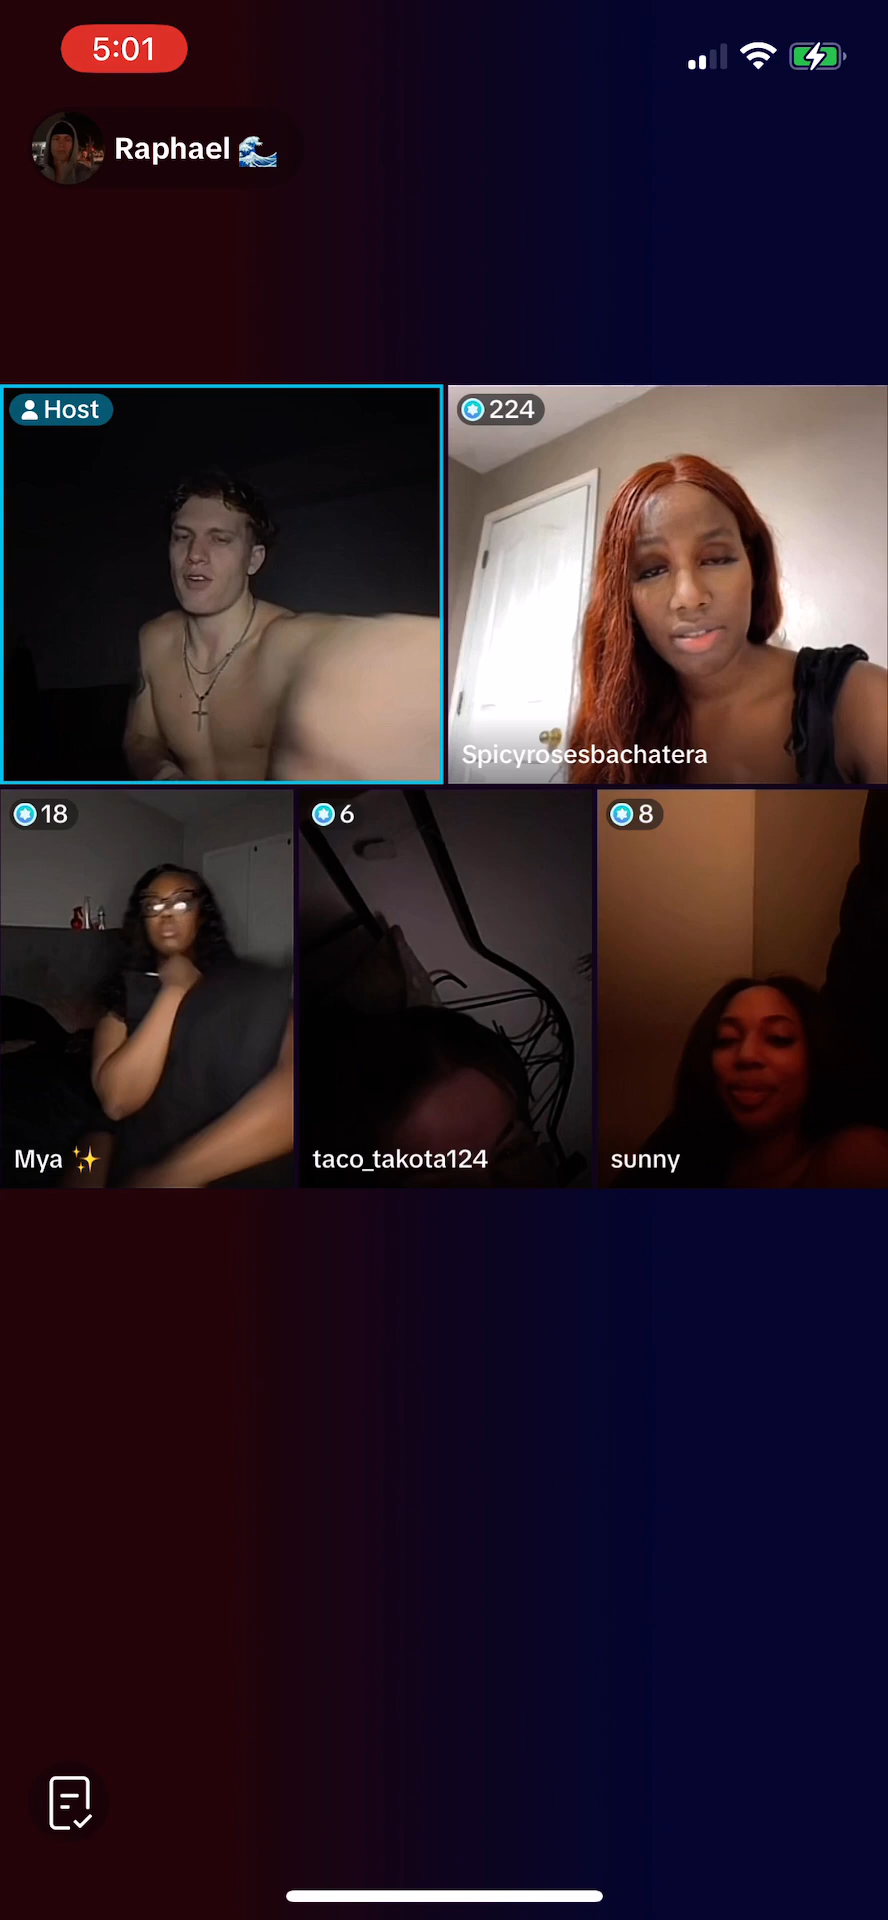 5:01
Raphael 🌊
Host
224
Spicyrosesbachatera
18
6
8
Mya ✨
taco_takota124
sunny